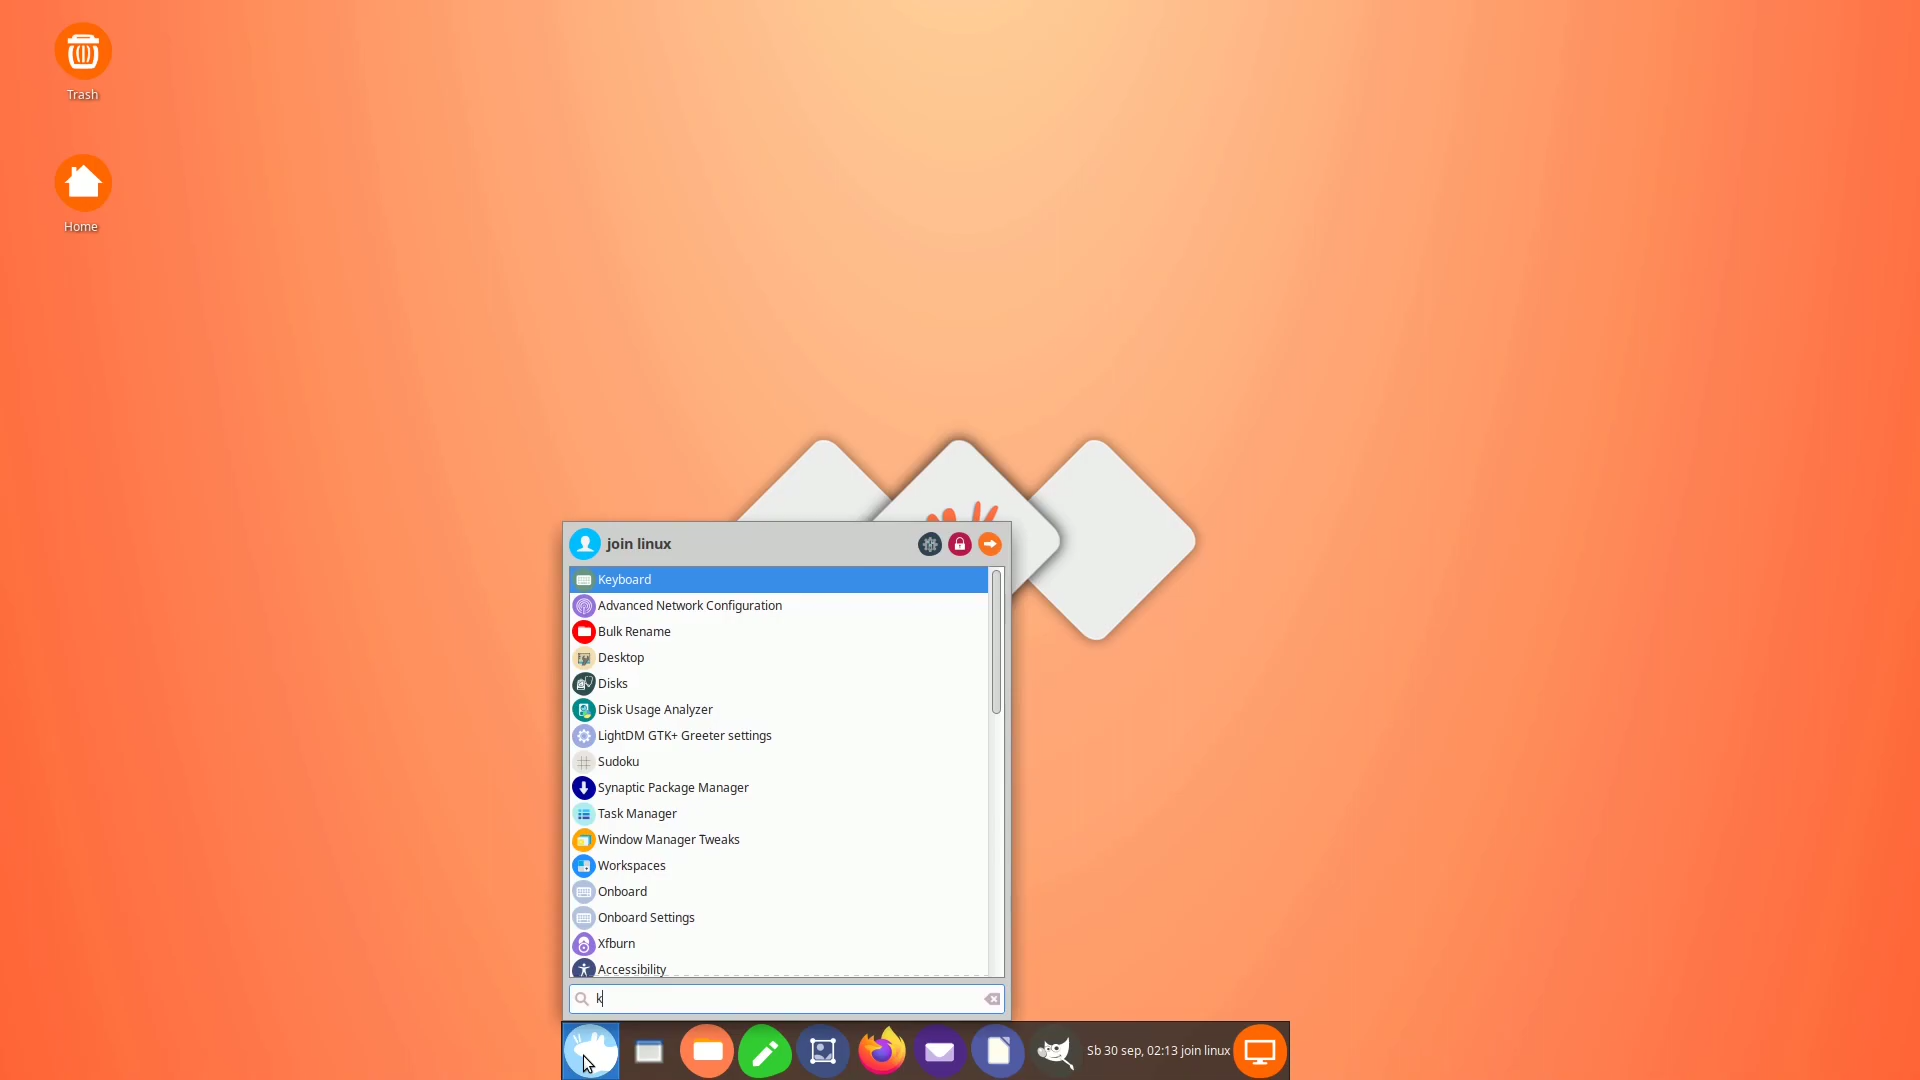 Trash
Home
join linux
Keyboard
Advanced Network Configuration
Bulk Rename
Desktop
Disks
Disk Usage Analyzer
LightDM GTK+ Greeter settings
Sudoku
Synaptic Package Manager
Task Manager
Window Manager Tweaks
Workspaces
Onboard
Onboard Settings
Xfburn
Accessibility
k
Sb 30 sep, 02:13 join linux